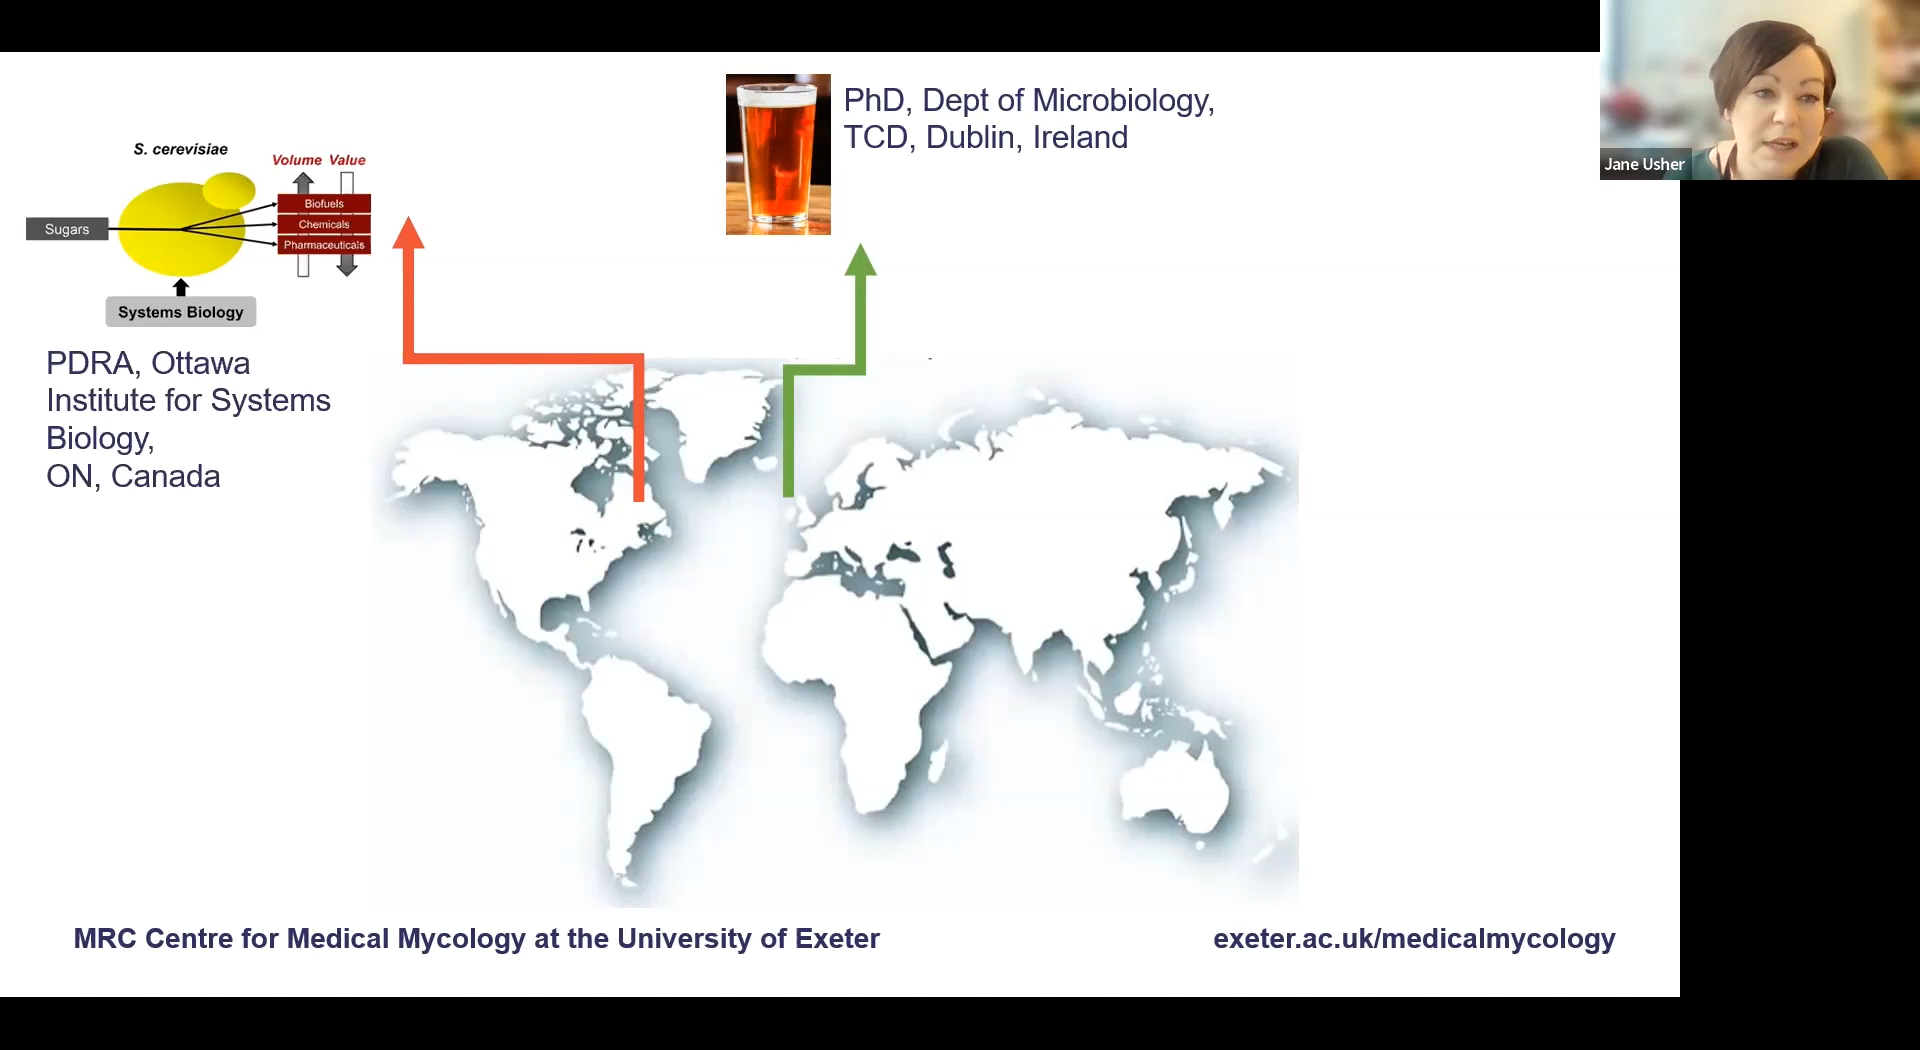 PhD, Dept of Microbiology,
TCD, Dublin, Ireland
Jane Usher
S. cerevisiae
Volume Value
Sugars
Biofuels
Chemicals
Pharmaceuticals
Systems Biology
PDRA, Ottawa
Institute for Systems
Biology,
ON, Canada
MRC Centre for Medical Mycology at the University of Exeter
exeter.ac.uk/medicalmycology